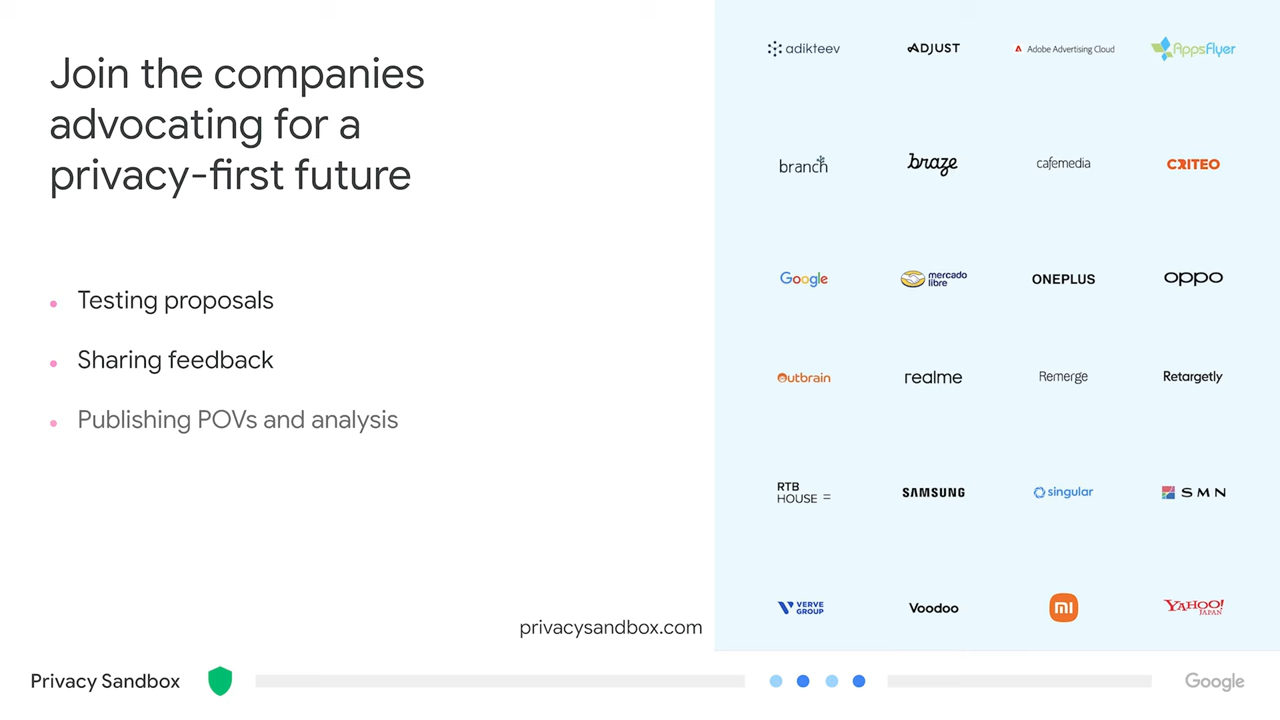 Join the companies
advocating for a
privacy-first future
Testing proposals
Sharing feedback
Publishing POVs and analysis
privacysandbox.com
adikteev
ADJUST
Adobe Advertising Cloud
AppsFlyer
branch
braze
cafemedia
CRITEO
Google
mercado
libre
ONEPLUS
oppo
Outbrain
realme
Remerge
Retargetly
RTB
HOUSE =
SAMSUNG
singular
SMN
VERVE
GROUP
Voodoo
mi
YAHOO!
JAPAN
Privacy Sandbox
Google